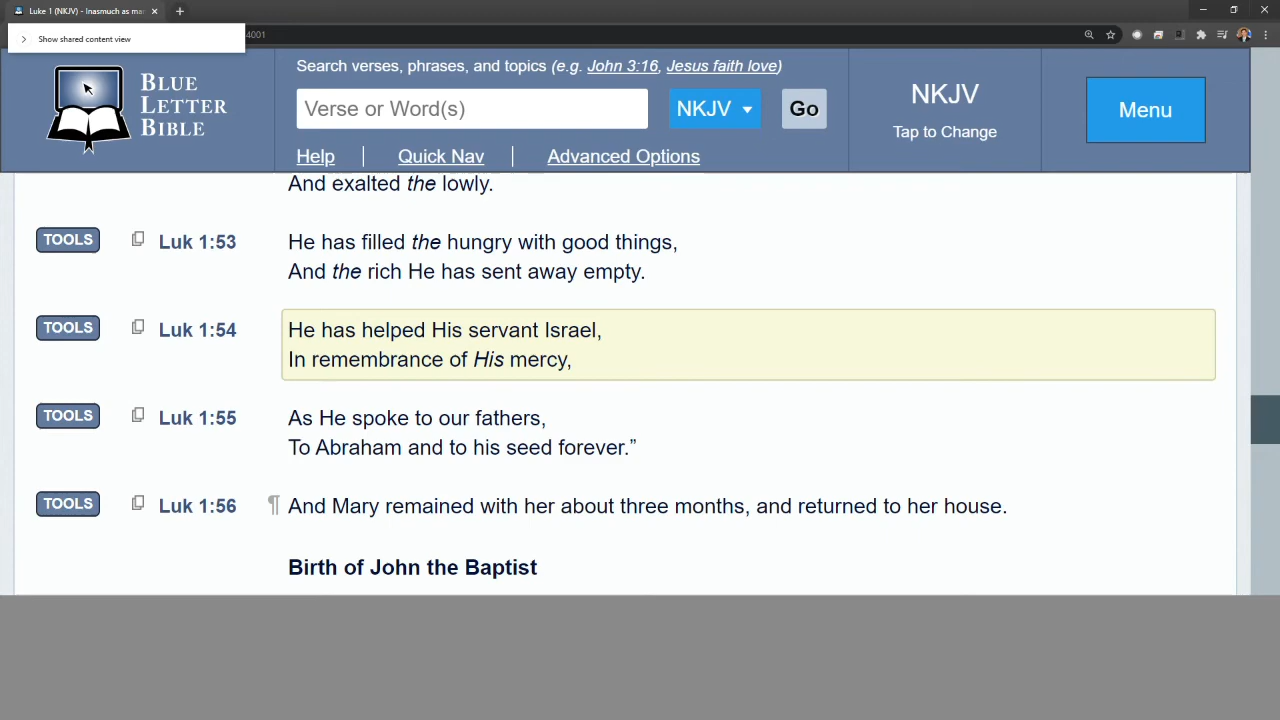 Luke 1 (NKJV) - Inasmuch as ma
Show shared content view
4001
BLUE
LETTER
BIBLE
Search verses, phrases, and topics (e.g. John 3:16, Jesus faith love)
Verse or Word(s)
NKJV
Go
Help
Quick Nav
Advanced Options
NKJV
Tap to Change
Menu
And exalted the lowly.
TOOLS Luk 1:53 He has filled the hungry with good things,
And the rich He has sent away empty.
TOOLS Luk 1:54 He has helped His servant Israel,
In remembrance of His mercy,
TOOLS Luk 1:55 As He spoke to our fathers,
To Abraham and to his seed forever.”
TOOLS Luk 1:56 ¶ And Mary remained with her about three months, and returned to her house.
Birth of John the Baptist